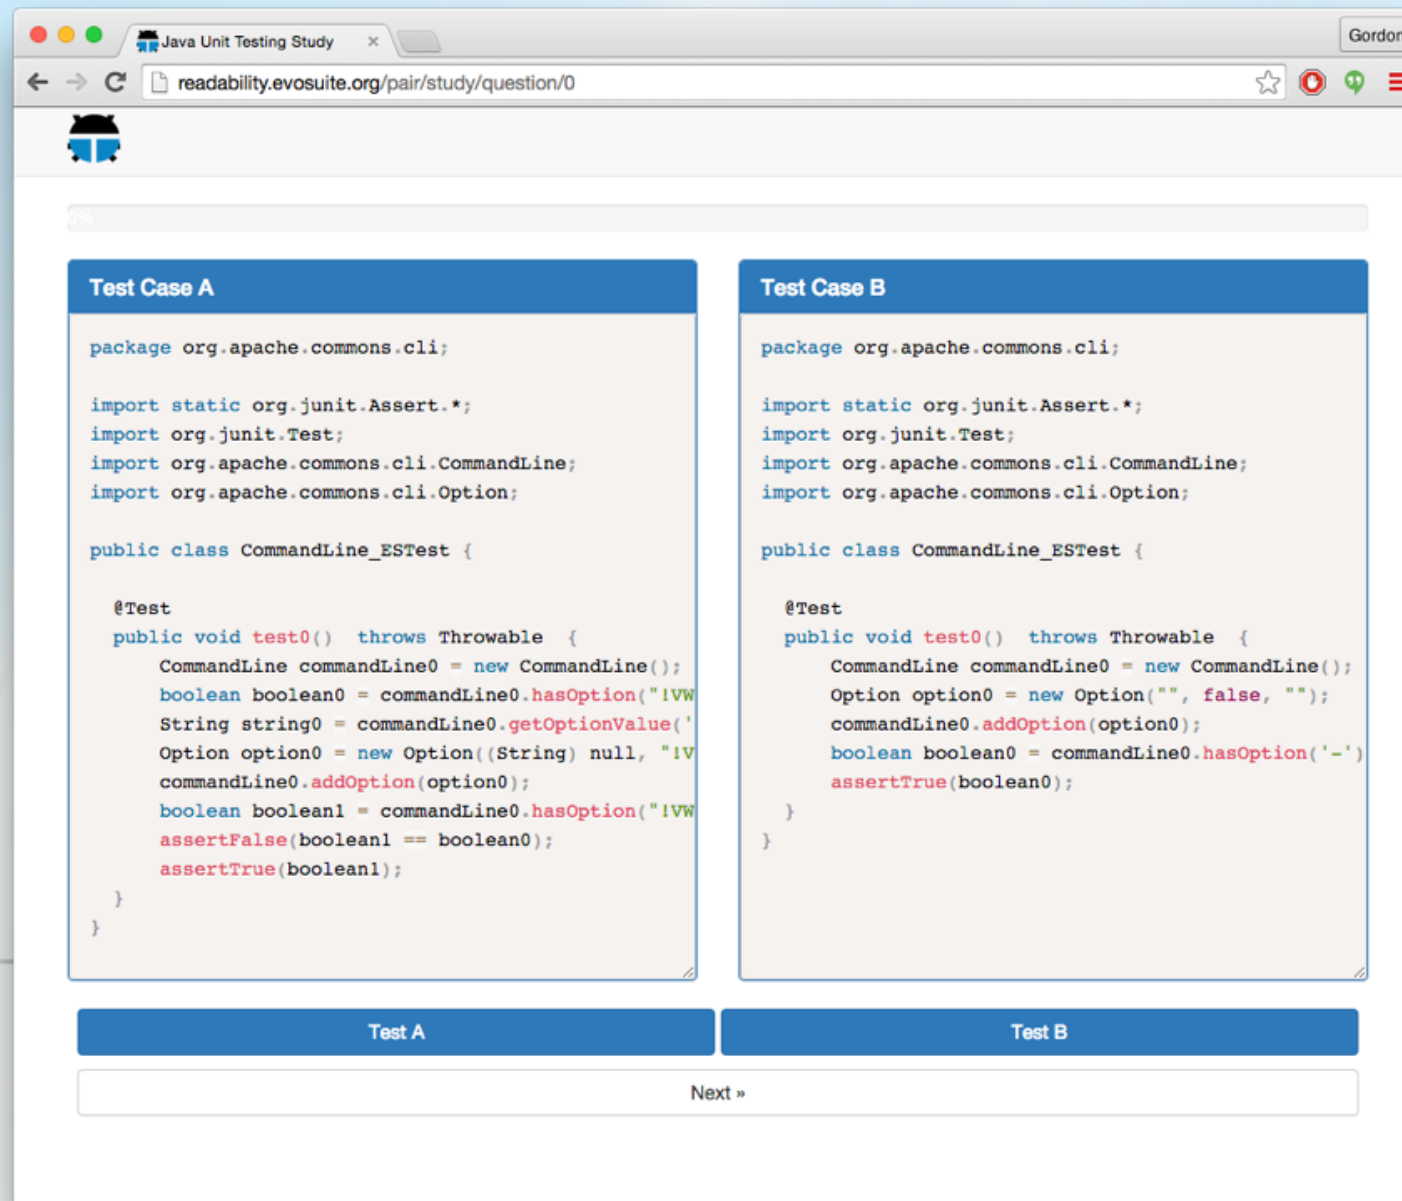 Java Unit Testing Study
Gordon
readability.evosuite.org/pair/study/question/0
0%
Test Case A
package org.apache.commons.cli;
import static org.junit.Assert.*;
import org.junit.Test;
import org.apache.commons.cli.CommandLine;
import org.apache.commons.cli.Option;
public class CommandLine_ESTest {
@Test
public void test0()  throws Throwable  {
CommandLine commandLine0 = new CommandLine();
boolean boolean0 = commandLine0.hasOption("!VW
String string0 = commandLine0.getOptionValue('
Option option0 = new Option((String) null, "!V
commandLine0.addOption(option0);
boolean boolean1 = commandLine0.hasOption("!VW
assertFalse(boolean1 == boolean0);
assertTrue(boolean1);
}
}
Test Case B
package org.apache.commons.cli;
import static org.junit.Assert.*;
import org.junit.Test;
import org.apache.commons.cli.CommandLine;
import org.apache.commons.cli.Option;
public class CommandLine_ESTest {
@Test
public void test0()  throws Throwable  {
CommandLine commandLine0 = new CommandLine();
Option option0 = new Option("", false, "");
commandLine0.addOption(option0);
boolean boolean0 = commandLine0.hasOption('-')
assertTrue(boolean0);
}
}
Test A
Test B
Next »